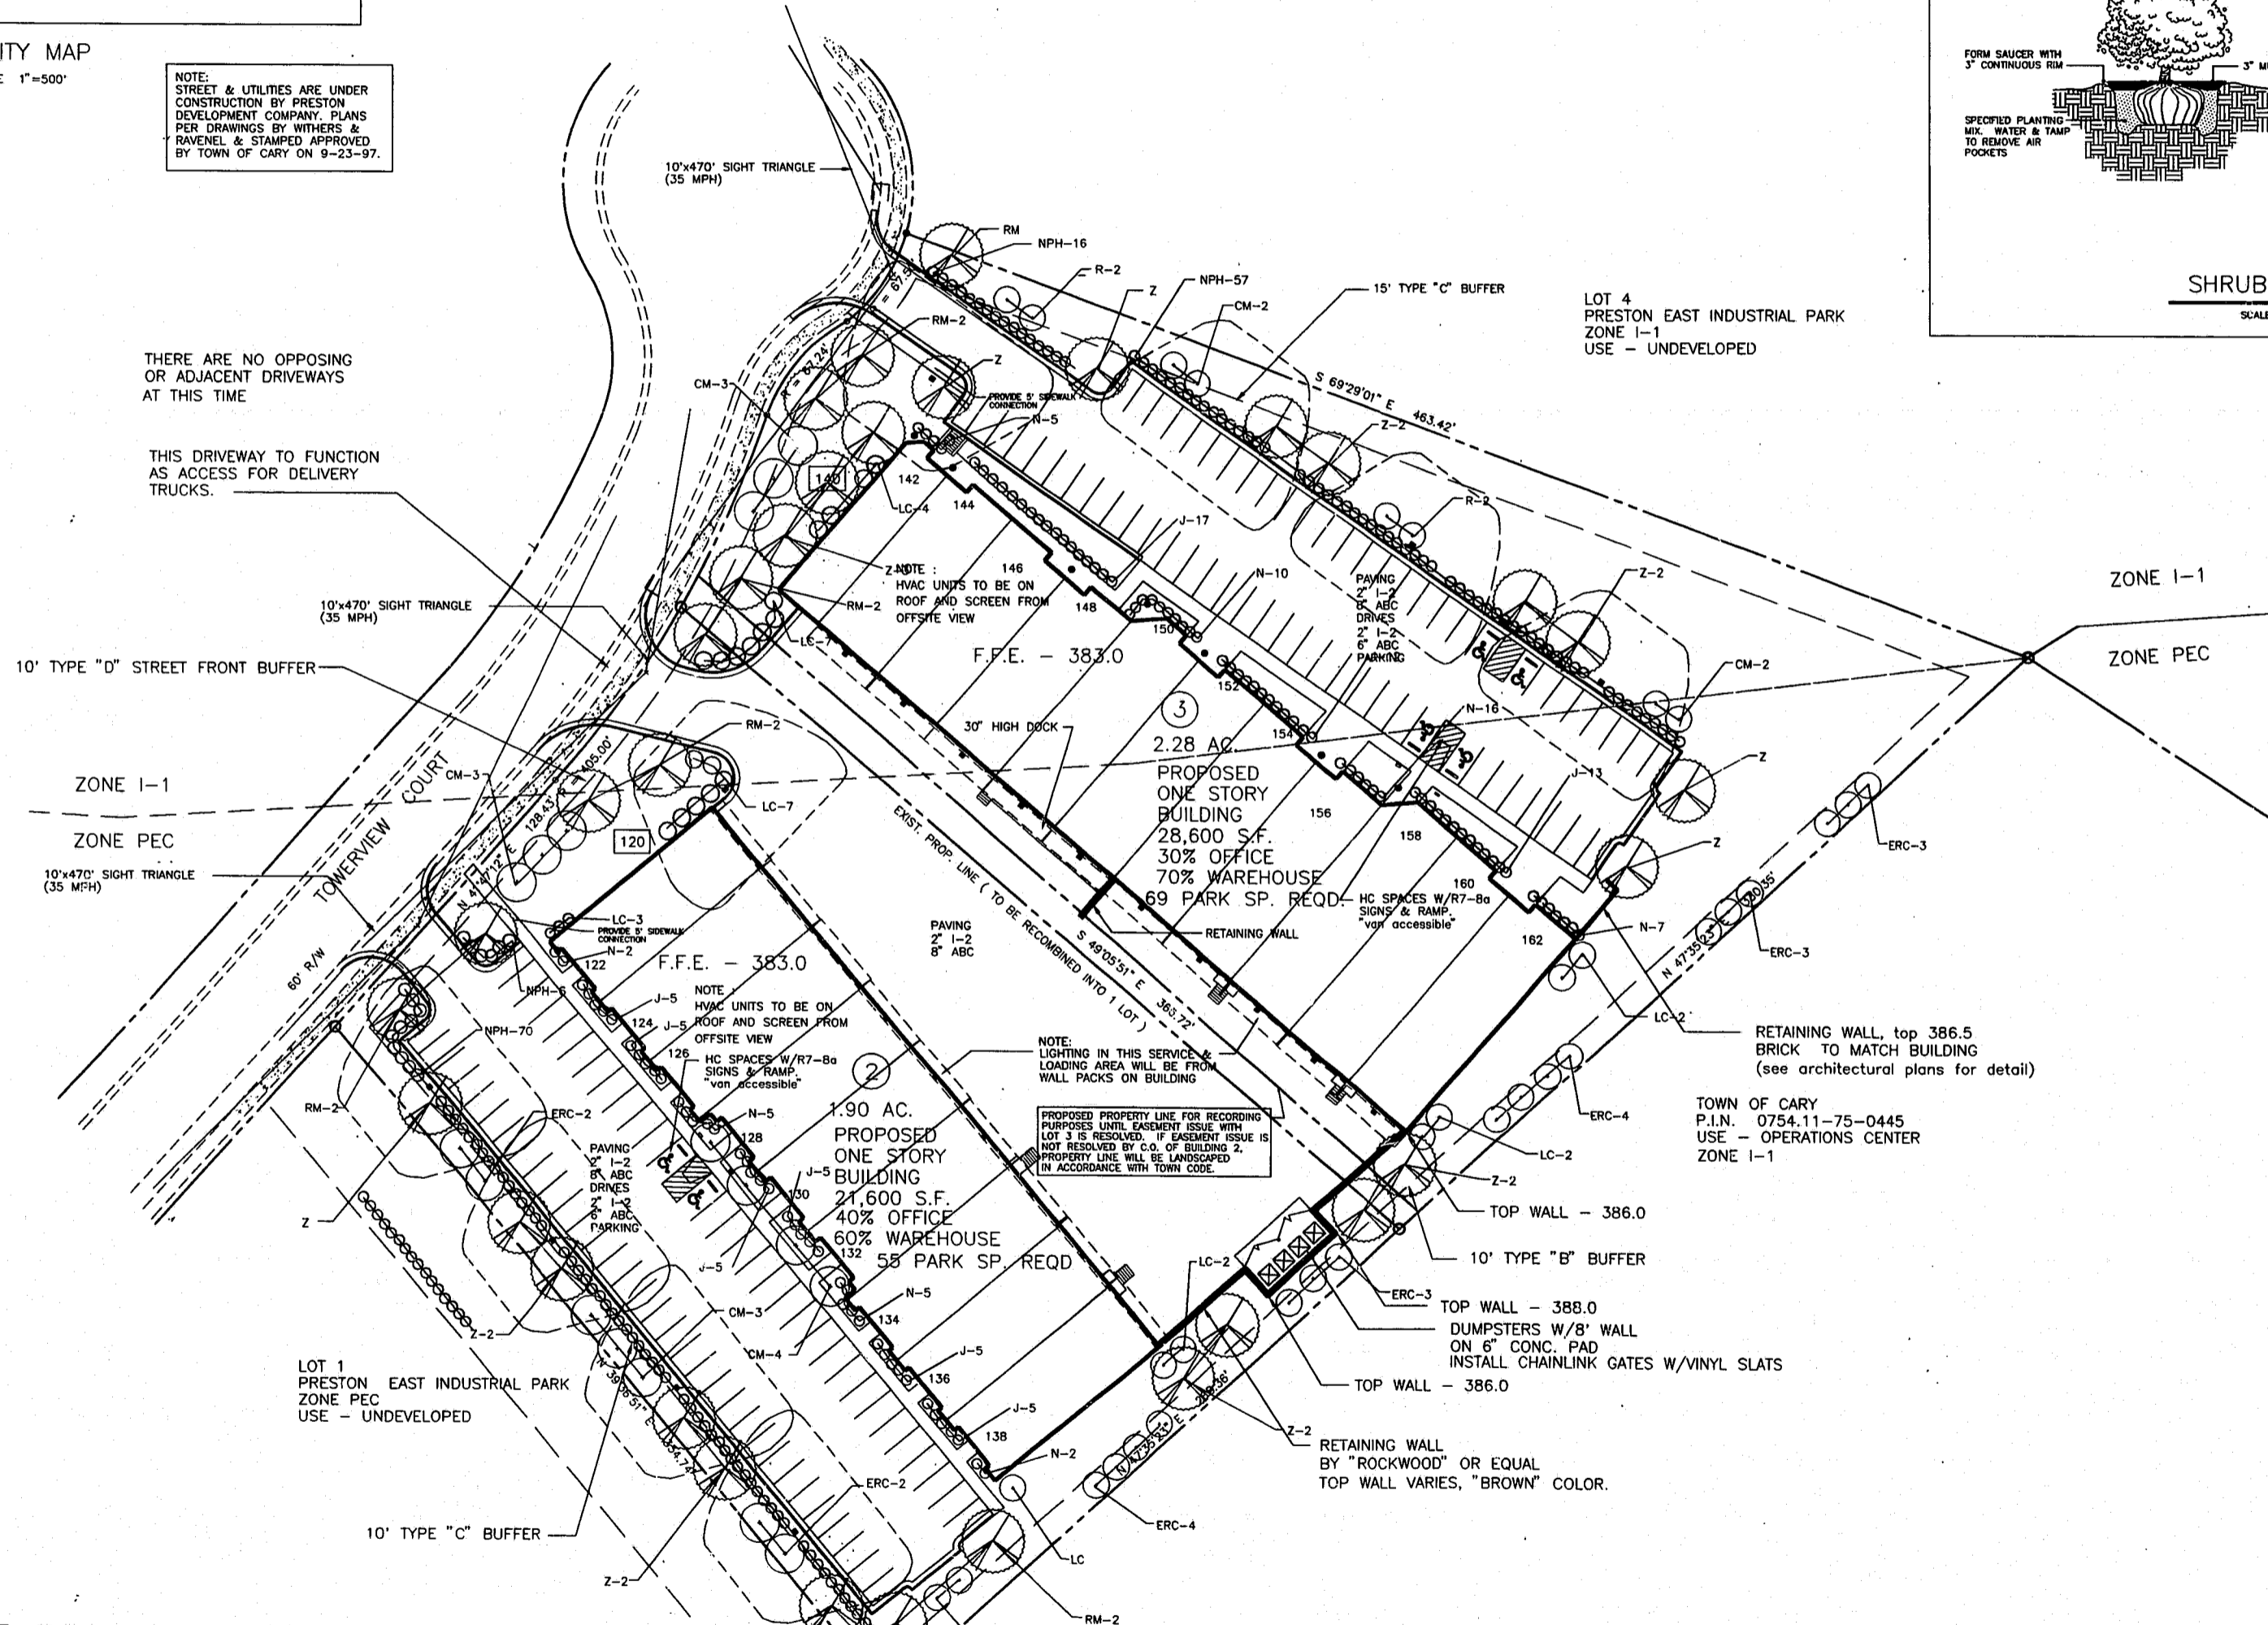 ITY MAP
1"=500'
NOTE:
STREET & UTILITIES ARE UNDER
CONSTRUCTION BY PRESTON
DEVELOPMENT COMPANY. PLANS
PER DRAWINGS BY WITHERS &
RAVENEL & STAMPED APPROVED
BY TOWN OF CARY ON 9-23-97.
FORM SAUCER WITH
3" CONTINUOUS RIM
3" M
SPECIFIED PLANTING
MIX. WATER & TAMP
TO REMOVE AIR
POCKETS
SHRUB
SCALE
10'x470' SIGHT TRIANGLE
(35 MPH)
RM
NPH-16
R-2
Z
NPH-57
CM-2
15' TYPE "C" BUFFER
LOT 4
PRESTON EAST INDUSTRIAL PARK
ZONE I-1
USE - UNDEVELOPED
THERE ARE NO OPPOSING
OR ADJACENT DRIVEWAYS
AT THIS TIME
THIS DRIVEWAY TO FUNCTION
AS ACCESS FOR DELIVERY
TRUCKS.
RM-2
Z
R = 67.24'
CM-3
PROVIDE 5' SIDEWALK
CONNECTION
N-5
S 69°29'01" E 463.42'
Z-2
R-2
140
142
144
LC-4
J-17
146
148
150
152
154
156
158
160
162
NOTE :
HVAC UNITS TO BE ON
ROOF AND SCREEN FROM
OFFSITE VIEW
RM-2
LC-7
N-10
PAVING
2" I-2
8" ABC
DRIVES
2" I-2
6" ABC
PARKING
Z-2
ZONE I-1
ZONE PEC
CM-2
10'x470' SIGHT TRIANGLE
(35 MPH)
10' TYPE "D" STREET FRONT BUFFER
F.F.E. - 383.0
3
2.28 AC.
PROPOSED
ONE STORY
BUILDING
28,600 S.F.
30% OFFICE
70% WAREHOUSE
69 PARK SP. REQD.
30" HIGH DOCK
N-16
J-13
Z
Z
ERC-3
HC SPACES W/R7-8a
SIGNS & RAMP.
"van accessible"
N-7
ERC-3
LC-2
RETAINING WALL
RM-2
CM-3
LC-7
120
ZONE I-1
ZONE PEC
10'x470' SIGHT TRIANGLE
(35 MPH)
TOWERVIEW COURT
60' R/W
128.43'
R = 405.00'
N 41°47'12" E
EXIST. PROP. LINE ( TO BE RECOMBINED INTO 1 LOT )
S 49°05'51" E
N 47°35'23" E
LC-3
PROVIDE 5' SIDEWALK
CONNECTION
N-2
122
NPH-6
NPH-70
F.F.E. - 383.0
PAVING
2" I-2
8" ABC
NOTE :
HVAC UNITS TO BE ON
ROOF AND SCREEN FROM
OFFSITE VIEW
J-5
124
J-5
126
HC SPACES W/R7-8a
SIGNS & RAMP.
"van accessible"
2
1.90 AC.
PROPOSED
ONE STORY
BUILDING
21,600 S.F.
40% OFFICE
60% WAREHOUSE
55 PARK SP. REQD
NOTE:
LIGHTING IN THIS SERVICE &
LOADING AREA WILL BE FROM
WALL PACKS ON BUILDING
PROPOSED PROPERTY LINE FOR RECORDING
PURPOSES UNTIL EASEMENT ISSUE WITH
LOT 3 IS RESOLVED. IF EASEMENT ISSUE IS
NOT RESOLVED BY C.O. OF BUILDING 2,
PROPERTY LINE WILL BE LANDSCAPED
IN ACCORDANCE WITH TOWN CODE.
RETAINING WALL, top 386.5
BRICK TO MATCH BUILDING
(see architectural plans for detail)
TOWN OF CARY
P.I.N. 0754.11-75-0445
USE - OPERATIONS CENTER
ZONE I-1
ERC-4
LC-2
Z-2
TOP WALL - 386.0
10' TYPE "B" BUFFER
ERC-3
TOP WALL - 388.0
DUMPSTERS W/8' WALL
ON 6" CONC. PAD
INSTALL CHAINLINK GATES W/VINYL SLATS
TOP WALL - 386.0
LC-2
Z-2
RETAINING WALL
BY "ROCKWOOD" OR EQUAL
TOP WALL VARIES, "BROWN" COLOR.
RM-2
Z
ERC-2
PAVING
2" I-2
8" ABC
DRIVES
2" I-2
6" ABC
PARKING
N-5
128
J-5
130
132
J-5
CM-3
N-5
134
CM-4
J-5
136
J-5
138
N-2
Z-2
LOT 1
PRESTON EAST INDUSTRIAL PARK
ZONE PEC
USE - UNDEVELOPED
354.74'
N 47°35'23" E
10' TYPE "C" BUFFER
ERC-2
ERC-4
LC
Z-2
RM-2